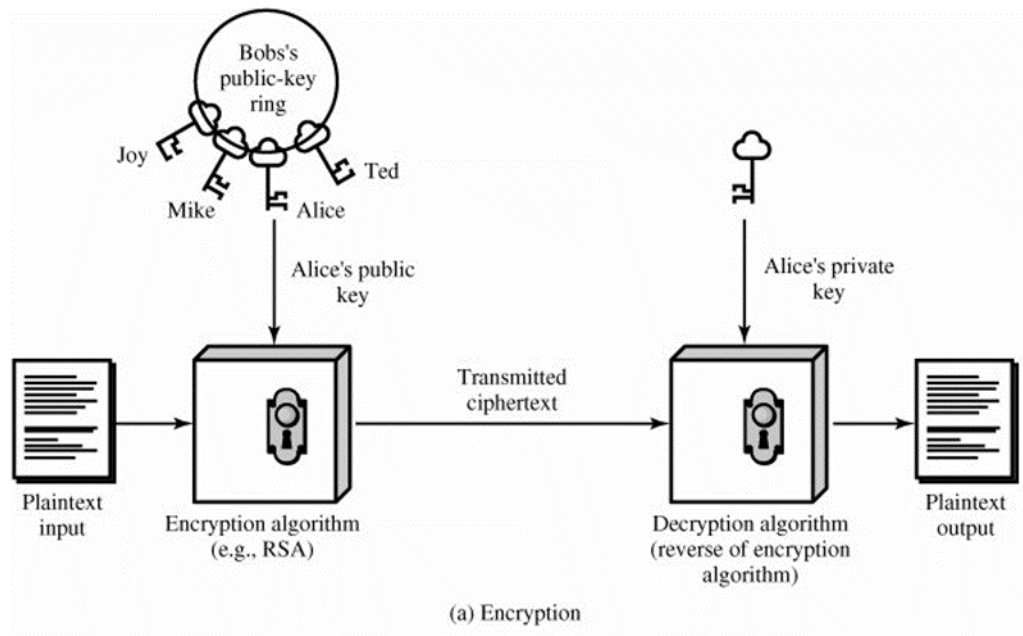 Bobs's
public-key
ring
Joy
Mike
Alice
Ted
Alice's public
key
Alice's private
key
Transmitted
ciphertext
Plaintext
input
Encryption algorithm
(e.g., RSA)
Decryption algorithm
(reverse of encryption
algorithm)
Plaintext
output
(a) Encryption